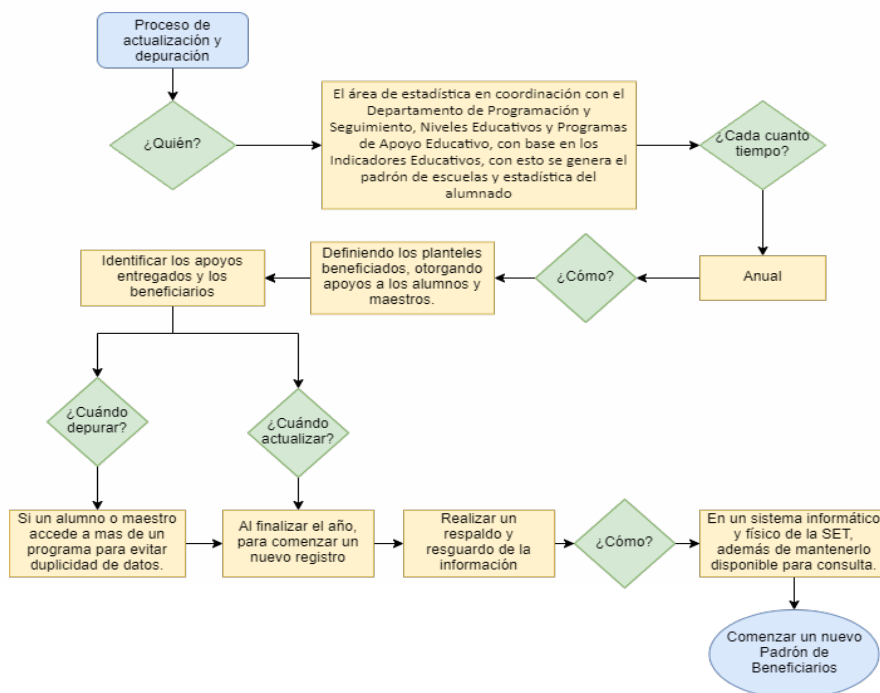 Proceso de
actualización y
depuración
¿Quién?
El área de estadística en coordinación con el
Departamento de Programación y
Seguimiento, Niveles Educativos y Programas
de Apoyo Educativo, con base en los
Indicadores Educativos, con esto se genera el
padrón de escuelas y estadística del
alumnado
¿Cada cuanto
tiempo?
Anual
¿Cómo?
Definiendo los planteles
beneficiados, otorgando
apoyos a los alumnos y
maestros.
Identificar los apoyos
entregados y los
beneficiarios
¿Cuándo
depurar?
¿Cuándo
actualizar?
Si un alumno o maestro
accede a mas de un
programa para evitar
duplicidad de datos.
Al finalizar el año,
para comenzar un
nuevo registro
Realizar un
respaldo y
resguardo de la
información
¿Cómo?
En un sistema informático
y físico de la SET,
además de mantenerlo
disponible para consulta.
Comenzar un nuevo
Padrón de
Beneficiarios